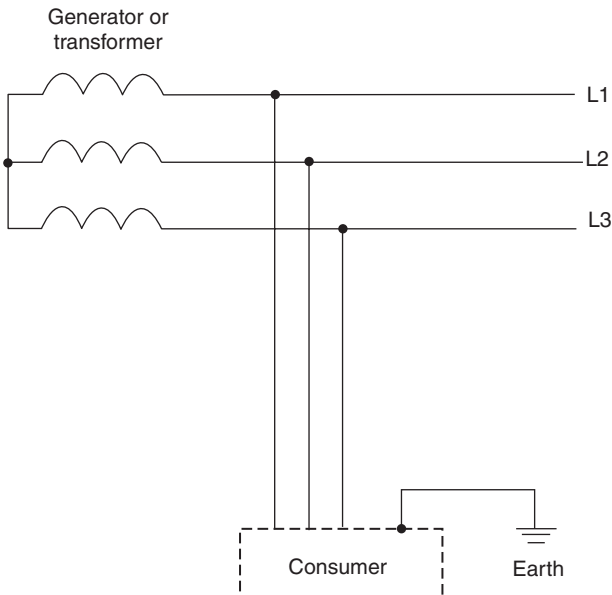 Generator or
transformer
L1
L2
L3
Consumer
Earth